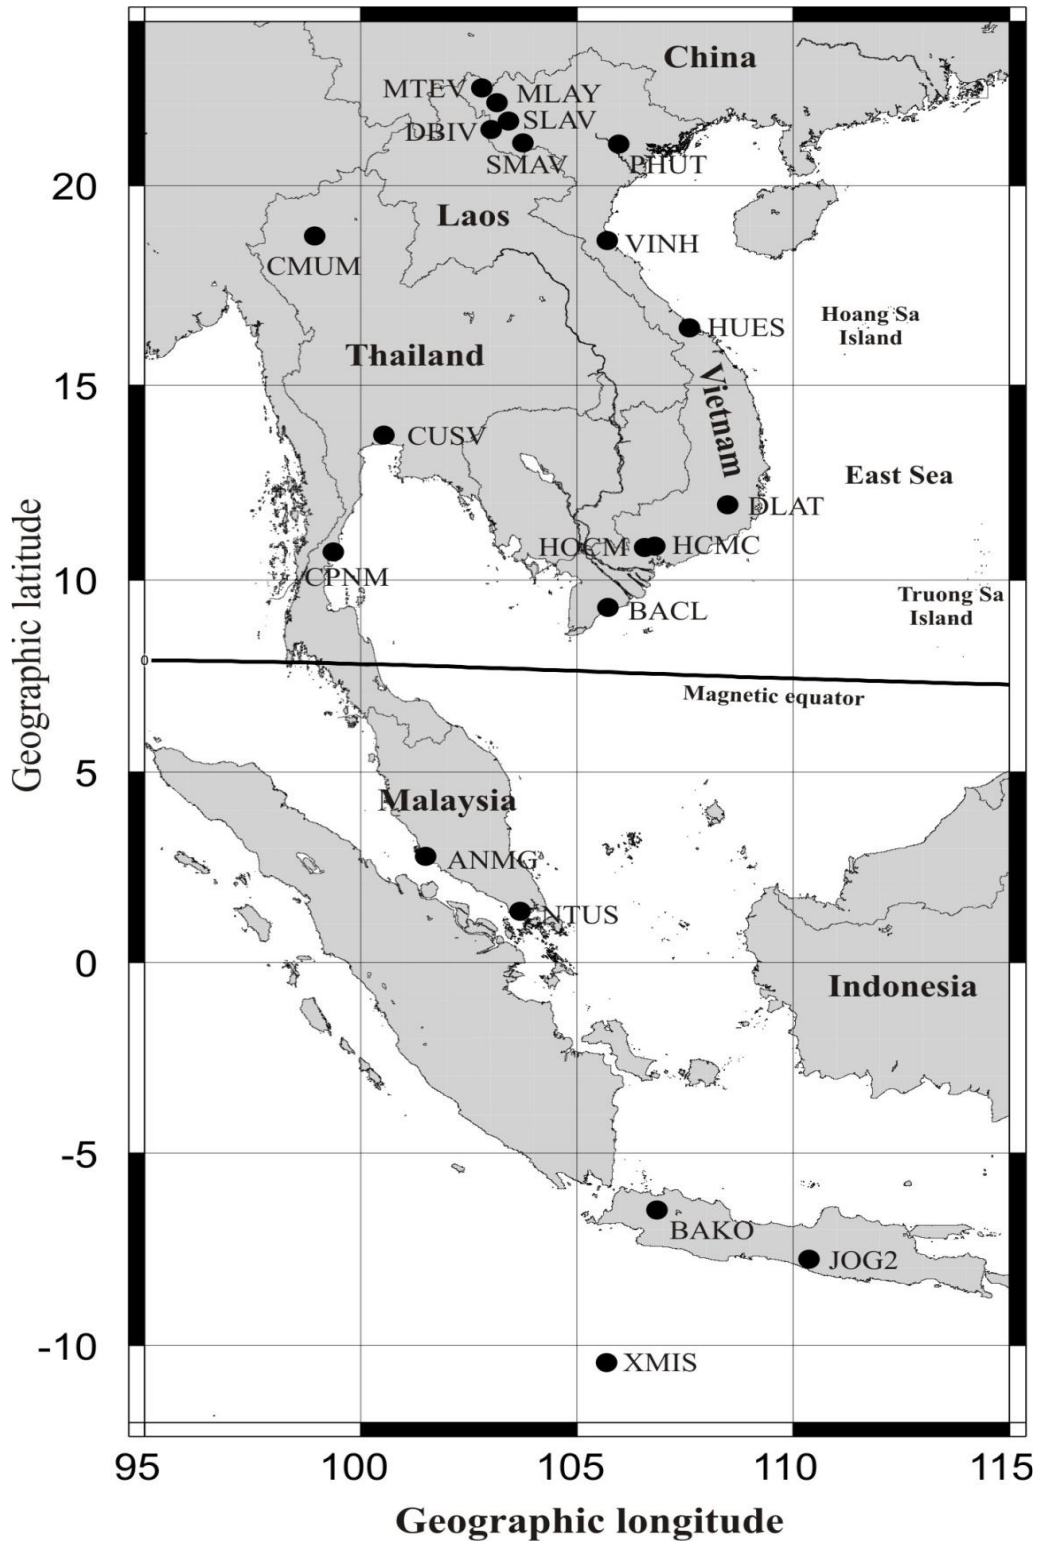 China
MTEV
MLAY
SLAV
DBIV
SMAV
PHUT
20
Laos
VINH
CMUM
Hoang Sa
Island
HUES
Thailand
15
Vietnam
CUSV
East Sea
DLAT
HOCM
HCMC
CPNM
10
Truong Sa
Island
BACL
0
Magnetic equator
Geographic latitude
5
Malaysia
ANMG
NTUS
0
Indonesia
-5
BAKO
JOG2
-10
XMIS
95
100
105
110
115
Geographic longitude